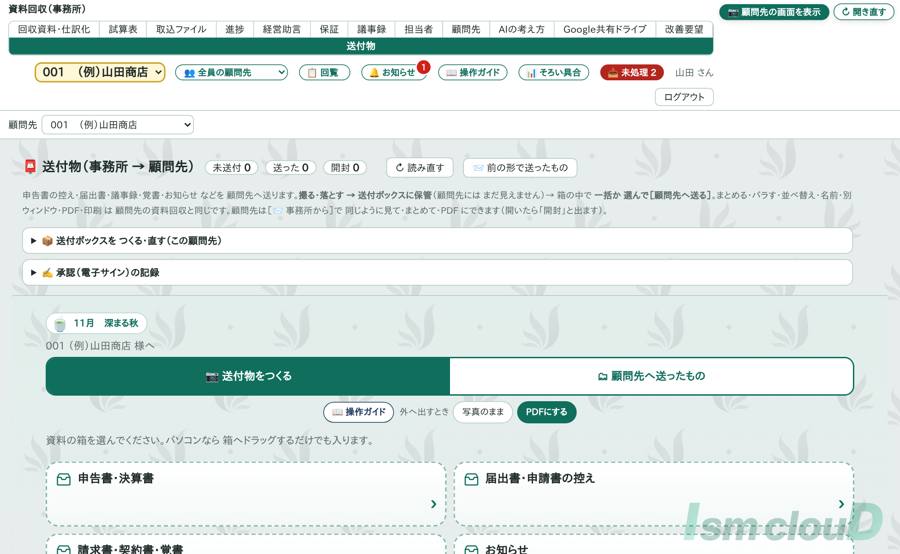 資料回収(事務所)
📷 顧問先の画面を表示
↻ 開き直す
回収資料・仕訳化 試算表 取込ファイル 進捗 経営助言 保証 議事録 担当者 顧問先 AIの考え方 Google共有ドライブ 改善要望
送付物
001 (例)山田商店
👥 全員の顧問先
📋 回覧
🔔 お知らせ 1
📖 操作ガイド
📊 そろい具合
📥 未処理 2
山田 さん
ログアウト
顧問先 001 (例)山田商店
📮 送付物(事務所 → 顧問先)
未送付 0 送った 0 開封 0
↻ 読み直す
📨 前の形で送ったもの
申告書の控え・届出書・議事録・覚書・お知らせ などを 顧問先へ送ります。撮る・落とす → 送付ボックスに保管(顧問先には まだ見えません)→ 箱の中で 一括か 選んで[顧問先へ送る]。まとめる・バラす・並べ替え・名前・別
ウィンドウ・PDF・印刷 は 顧問先の資料回収と同じです。顧問先は[📨 事務所から]で 同じように見て・まとめて・PDF にできます(開いたら「開封」と出ます)。
▶ 📦 送付ボックスを つくる・直す(この顧問先)
▶ ✍ 承認(電子サイン)の記録
🍵 11月 深まる秋
001 (例)山田商店 様へ
📷 送付物をつくる
🗂 顧問先へ送ったもの
📖 操作ガイド 外へ出すとき 写真のまま PDFにする
資料の箱を選んでください。パソコンなら 箱へドラッグするだけでも入ります。
申告書・決算書
›
届出書・申請書の控え
›
請求書・契約書・覚書
お知らせ
Ism clouD